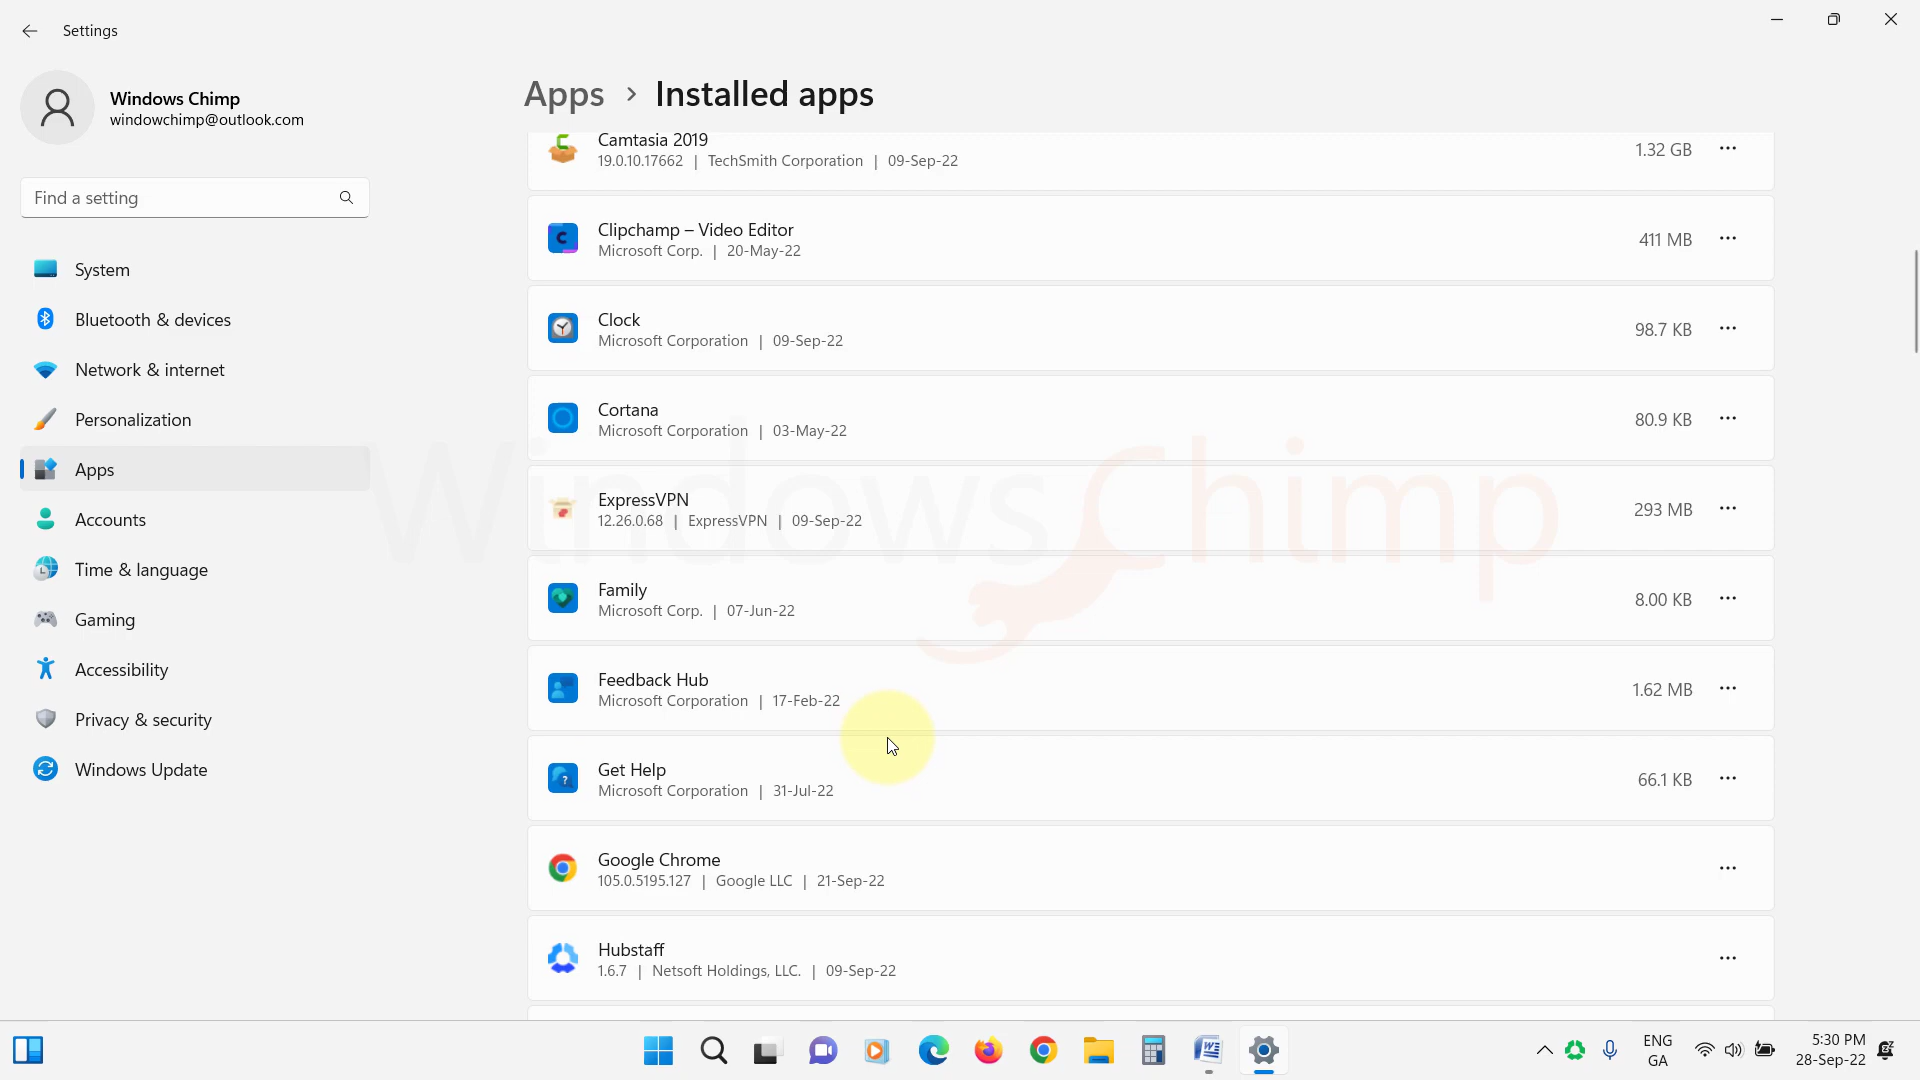 Settings
Windows Chimp
windowchimp@outlook.com
Find a setting
System
Bluetooth & devices
Network & internet
Personalization
Apps
Accounts
Time & language
Gaming
Accessibility
Privacy & security
Windows Update
Apps > Installed apps
Camtasia 2019
19.0.10.17662 | TechSmith Corporation | 09-Sep-22
1.32 GB
Clipchamp – Video Editor
Microsoft Corp. | 20-May-22
411 MB
Clock
Microsoft Corporation | 09-Sep-22
98.7 KB
Cortana
Microsoft Corporation | 03-May-22
80.9 KB
ExpressVPN
12.26.0.68 | ExpressVPN | 09-Sep-22
293 MB
Family
Microsoft Corp. | 07-Jun-22
8.00 KB
Feedback Hub
Microsoft Corporation | 17-Feb-22
1.62 MB
Get Help
Microsoft Corporation | 31-Jul-22
66.1 KB
Google Chrome
105.0.5195.127 | Google LLC | 21-Sep-22
Hubstaff
1.6.7 | Netsoft Holdings, LLC. | 09-Sep-22
WindowsChimp
ENG
GA
5:30 PM
28-Sep-22